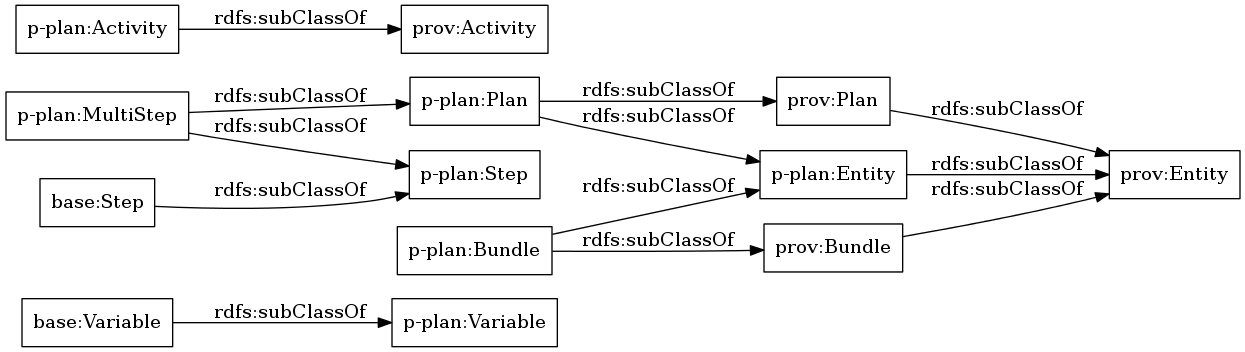 p-plan:Activity
rdfs:subClassOf
prov:Activity
p-plan:MultiStep
rdfs:subClassOf
rdfs:subClassOf
p-plan:Plan
rdfs:subClassOf
rdfs:subClassOf
prov:Plan
rdfs:subClassOf
p-plan:Step
p-plan:Entity
rdfs:subClassOf
prov:Entity
base:Step
rdfs:subClassOf
rdfs:subClassOf
rdfs:subClassOf
p-plan:Bundle
rdfs:subClassOf
prov:Bundle
base:Variable
rdfs:subClassOf
p-plan:Variable